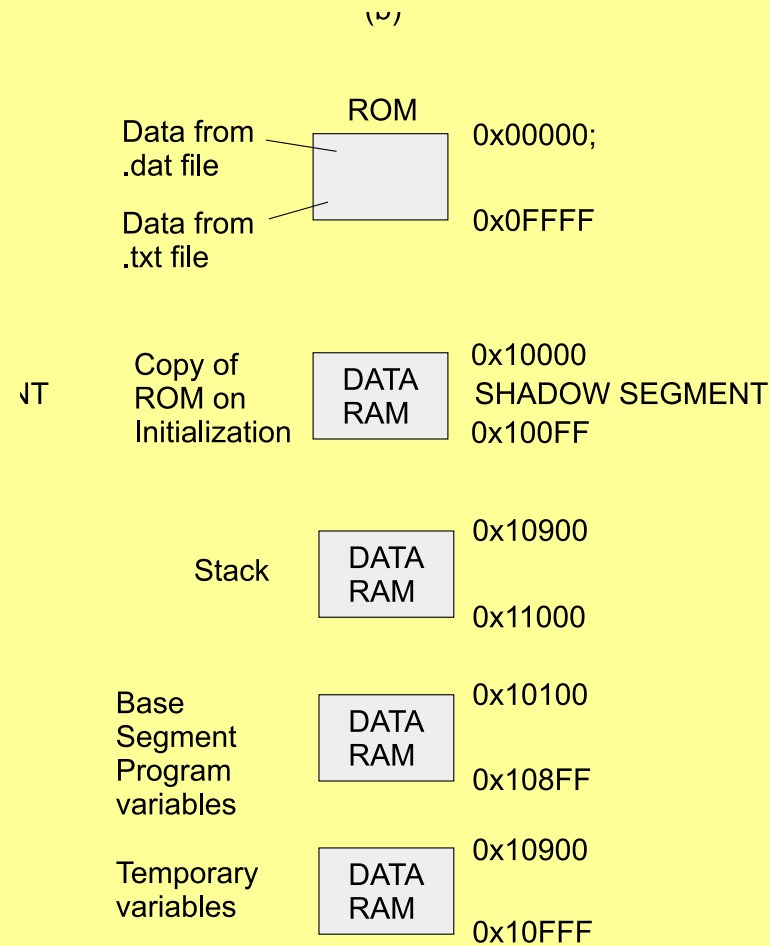 ROM
Data from
.dat file
0x00000;
Data from
.txt file
0x0FFFF
Copy of
ROM on
Initialization
DATA
RAM
0x10000
SHADOW SEGMENT
0x100FF
Stack
DATA
RAM
0x10900
0x11000
Base
Segment
Program
variables
DATA
RAM
0x10100
0x108FF
Temporary
variables
DATA
RAM
0x10900
0x10FFF